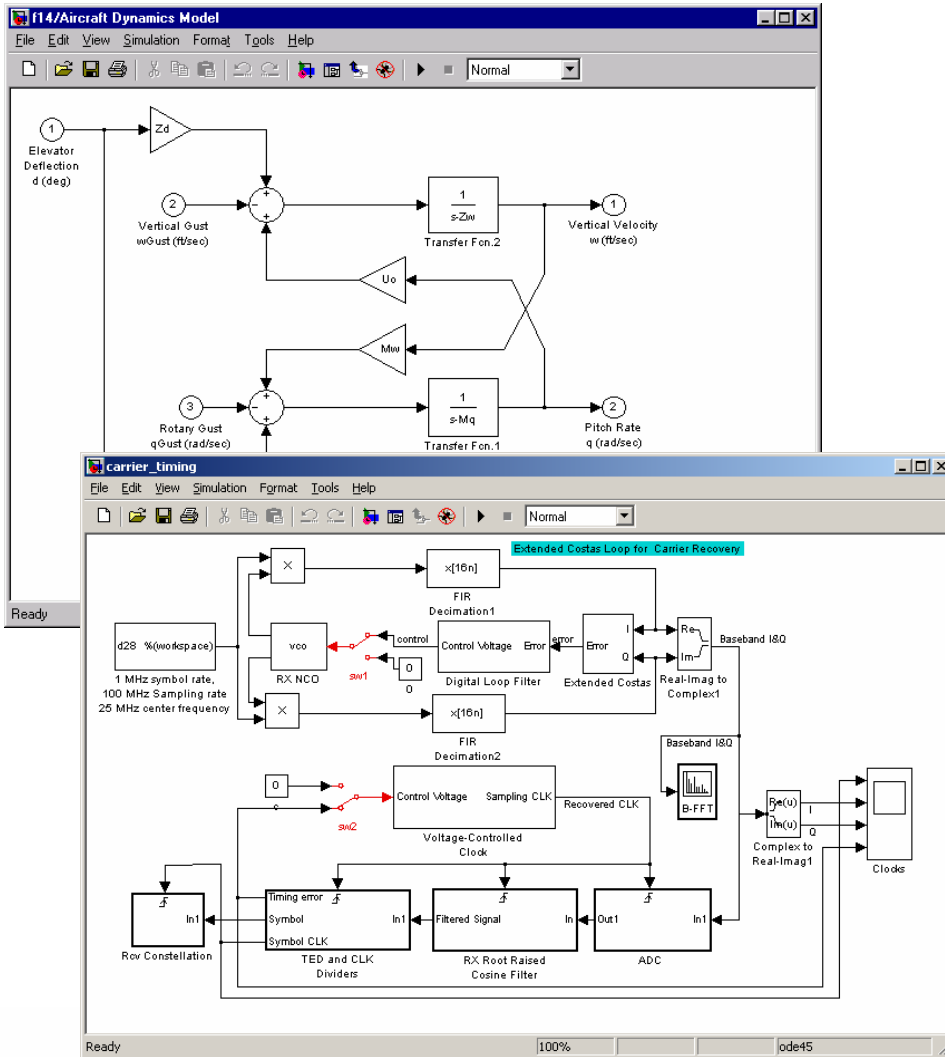 f14/Aircraft Dynamics Model
File Edit View Simulation Format Tools Help
Normal
1
Elevator
Deflection
d (deg)
Zd
2
Vertical Gust
wGust (ft/sec)
+
-
+
1
s-Zw
Transfer Fcn.2
1
Vertical Velocity
w (ft/sec)
Uo
Mw
3
Rotary Gust
qGust (rad/sec)
+
-
+
1
s-Mq
Transfer Fcn.1
2
Pitch Rate
q (rad/sec)
Ready
carrier_timing
File Edit View Simulation Format Tools Help
Normal
Extended Costas Loop for Carrier Recovery
×
x[16n]
FIR
Decimation1
d28 %(workspace)
1 MHz symbol rate,
100 MHz Sampling rate
25 MHz center frequency
vco
RX NCO
sw1
control
0
0
Control Voltage Error
Digital Loop Filter
error
Error
I
Q
Extended Costas
Re
Im
Real-Imag to
Complex1
Baseband I&Q
×
x[16n]
FIR
Decimation2
Baseband I&Q
B-FFT
0
c
sw2
Control Voltage Sampling CLK
Voltage-Controlled
Clock
Recovered CLK
Re(u)
Im(u)
I
Q
Complex to
Real-Imag1
Clocks
In1
Rcv Constellation
Timing error
Symbol
Symbol CLK
In1
TED and CLK
Dividers
Filtered Signal In
RX Root Raised
Cosine Filter
Out1 In1
ADC
Ready 100% ode45